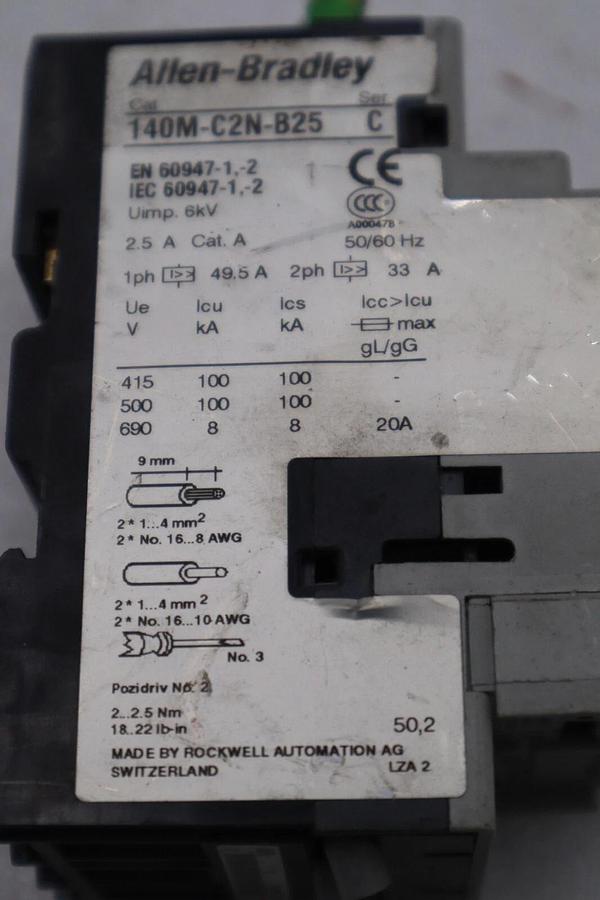 Allen-Bradley
Cat Ser
140M-C2N-B25 C
EN 60947-1,-2
IEC 60947-1,-2
CE
Uimp. 6kV
CCC
A000478
2.5 A Cat. A 50/60 Hz
1ph I>> 49.5 A 2ph I>> 33 A
Ue Icu Ics Icc>Icu
V kA kA max
gL/gG
415 100 100 -
500 100 100 -
690 8 8 20A
9 mm
2* 1...4 mm2
2* No. 16...8 AWG
2* 1...4 mm2
2* No. 16...10 AWG
No. 3
Pozidriv No. 2
2...2.5 Nm
18...22 lb-in 50,2
MADE BY ROCKWELL AUTOMATION AG
SWITZERLAND LZA 2